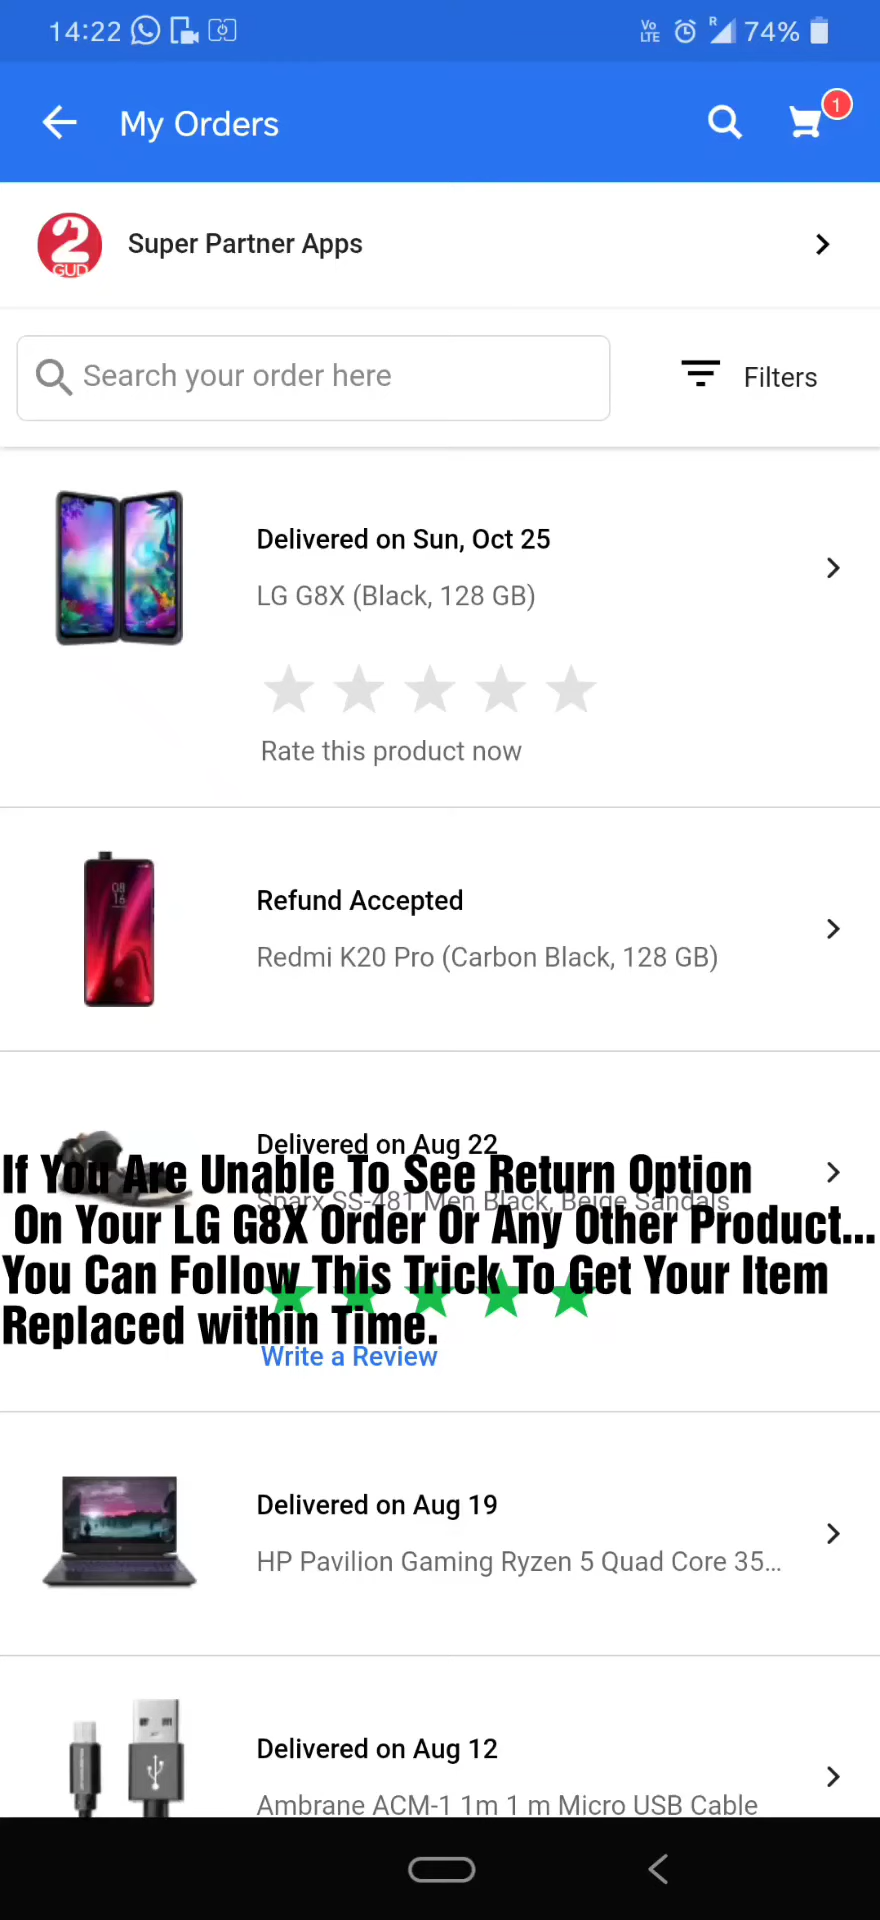 14:22
Vo LTE R 74%
My Orders
1
2 GUD
Super Partner Apps
Search your order here
Filters
Delivered on Sun, Oct 25
LG G8X (Black, 128 GB)
Rate this product now
08
16
Refund Accepted
Redmi K20 Pro (Carbon Black, 128 GB)
Delivered on Aug 22
Sparx SS-481 Men Black, Beige Sandals
If You Are Unable To See Return Option
On Your LG G8X Order Or Any Other Product...
You Can Follow This Trick To Get Your Item
Replaced within Time.
Write a Review
Delivered on Aug 19
HP Pavilion Gaming Ryzen 5 Quad Core 35...
Delivered on Aug 12
Ambrane ACM-1 1m 1 m Micro USB Cable